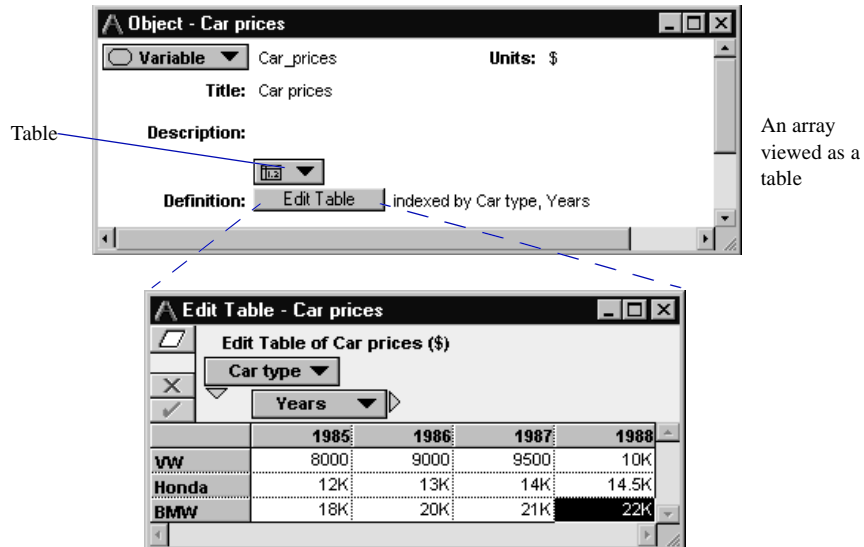 Object - Car prices
Variable Car_prices Units: $
Title: Car prices
Table
Description:
An array
viewed as a
table
1.2
Definition: Edit Table indexed by Car type, Years
Edit Table - Car prices
Edit Table of Car prices ($)
Car type
Years
1985 1986 1987 1988
VW 8000 9000 9500 10K
Honda 12K 13K 14K 14.5K
BMW 18K 20K 21K 22K